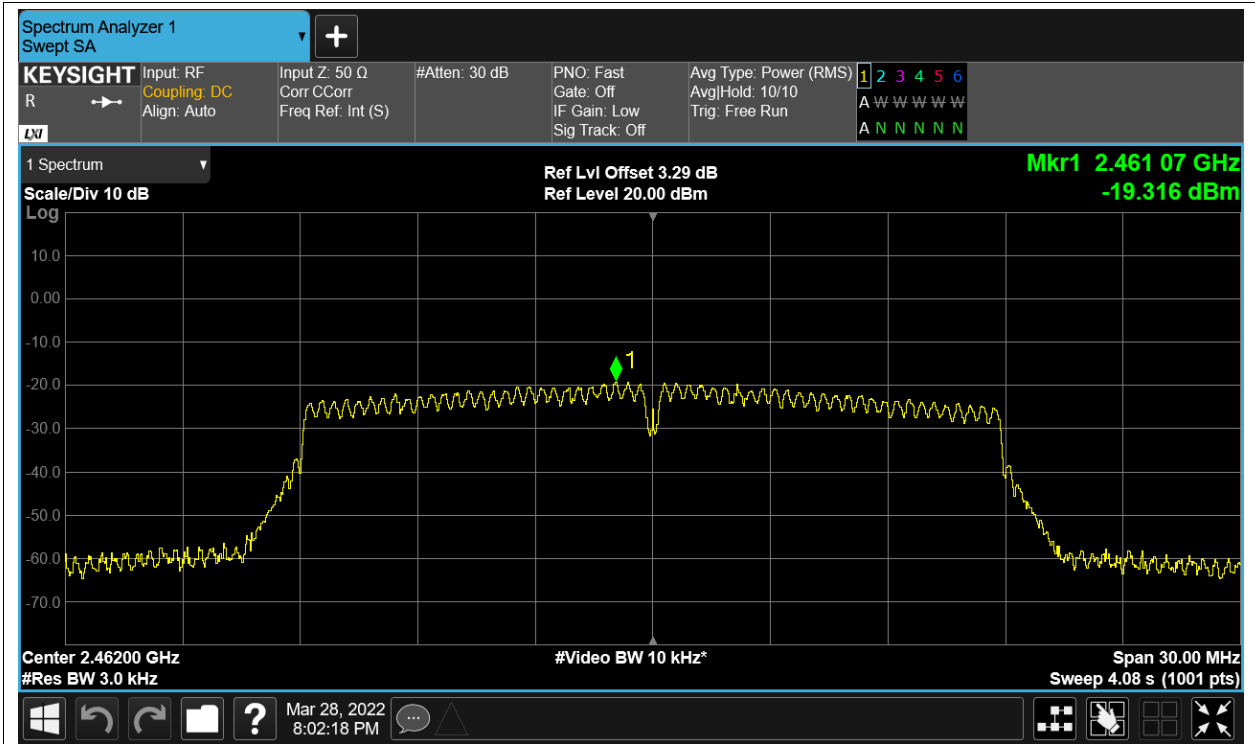 Spectrum Analyzer 1
Swept SA
KEYSIGHT
R
LXI
Input: RF
Coupling: DC
Align: Auto
Input Z: 50 Ω
Corr CCorr
Freq Ref: Int (S)
#Atten: 30 dB
PNO: Fast
Gate: Off
IF Gain: Low
Sig Track: Off
Avg Type: Power (RMS)
Avg|Hold: 10/10
Trig: Free Run
1 2 3 4 5 6
A W W W W W
A N N N N N
1 Spectrum
Scale/Div 10 dB
Log
Ref Lvl Offset 3.29 dB
Ref Level 20.00 dBm
Mkr1 2.461 07 GHz
-19.316 dBm
10.0
0.00
-10.0
1
-20.0
-30.0
-40.0
-50.0
-60.0
-70.0
Center 2.46200 GHz
#Res BW 3.0 kHz
#Video BW 10 kHz*
Span 30.00 MHz
Sweep 4.08 s (1001 pts)
?
Mar 28, 2022
8:02:18 PM